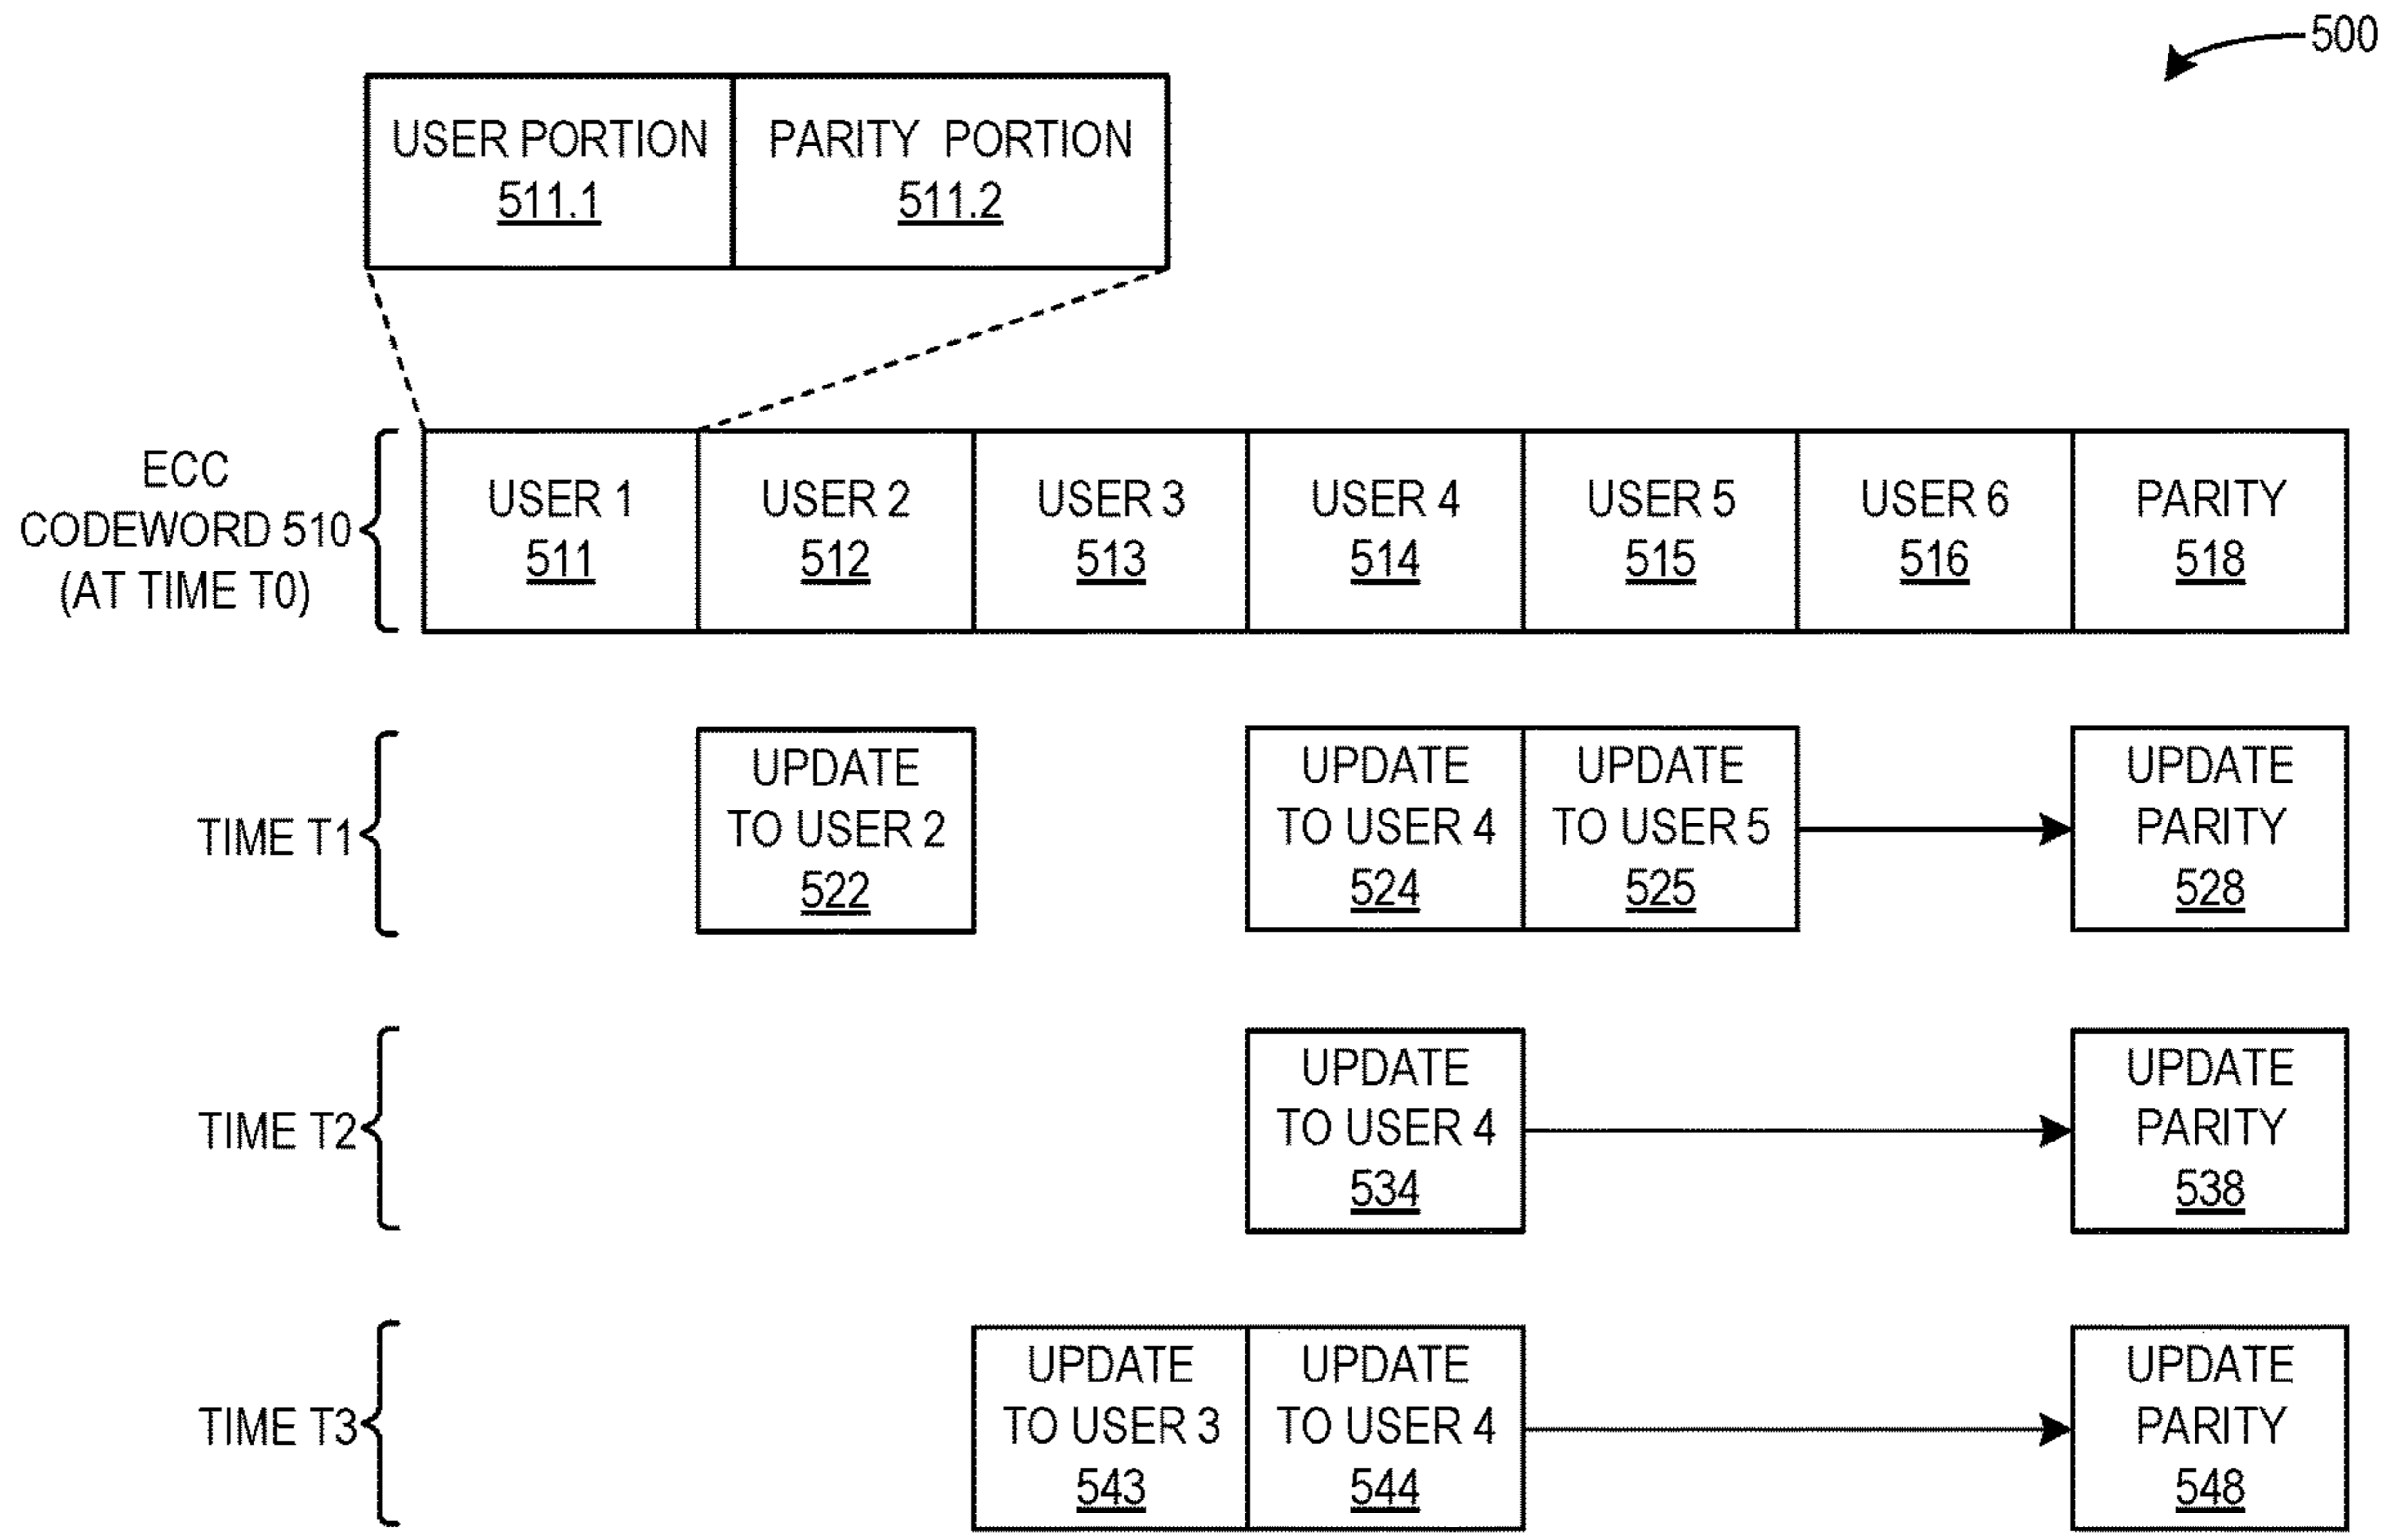 500
USER PORTION
511.1
PARITY PORTION
511.2
ECC
CODEWORD 510
(AT TIME T0)
USER 1
511
USER 2
512
USER 3
513
USER 4
514
USER 5
515
USER 6
516
PARITY
518
TIME T1
UPDATE
TO USER 2
522
UPDATE
TO USER 4
524
UPDATE
TO USER 5
525
UPDATE
PARITY
528
TIME T2
UPDATE
TO USER 4
534
UPDATE
PARITY
538
TIME T3
UPDATE
TO USER 3
543
UPDATE
TO USER 4
544
UPDATE
PARITY
548